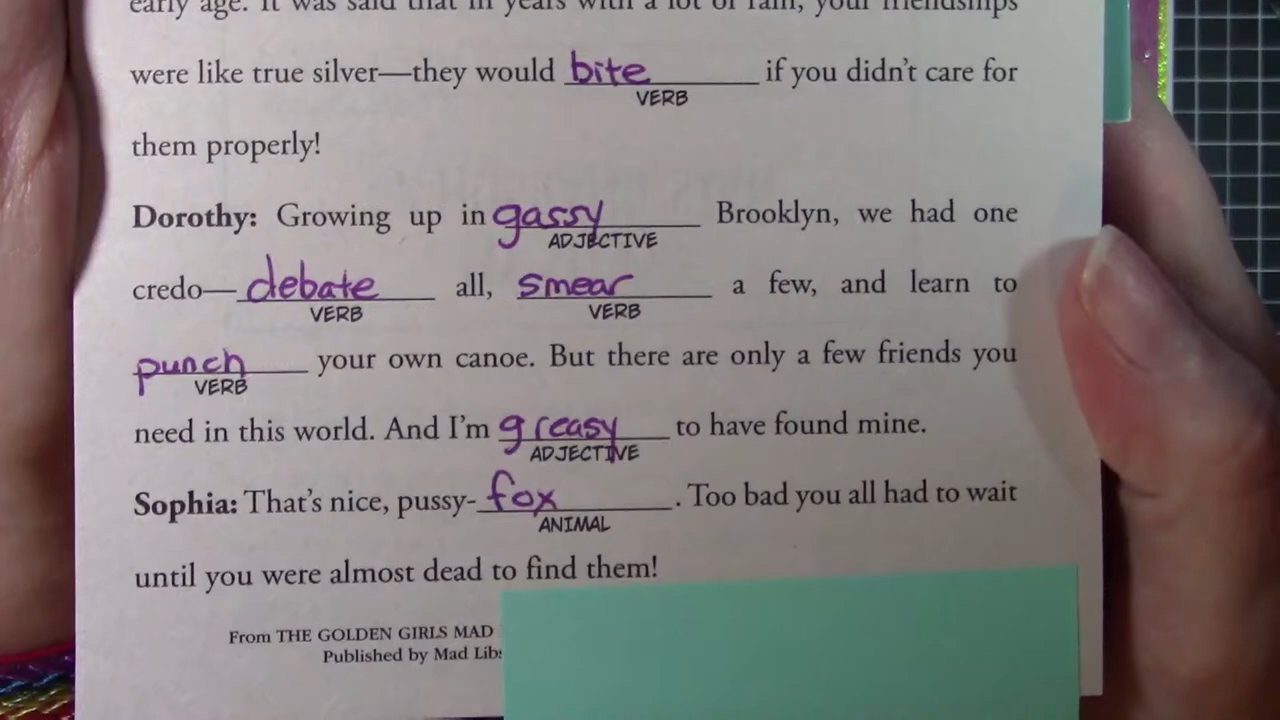 early age. It was said that in years with a lot of rain, your friendships
were like true silver—they would bite if you didn't care for
VERB
them properly!
Dorothy: Growing up in gassy Brooklyn, we had one
ADJECTIVE
credo—debate all, smear a few, and learn to
VERB VERB
punch your own canoe. But there are only a few friends you
VERB
need in this world. And I'm greasy to have found mine.
ADJECTIVE
Sophia: That's nice, pussy-fox. Too bad you all had to wait
ANIMAL
until you were almost dead to find them!
From THE GOLDEN GIRLS MAD
Published by Mad Libs